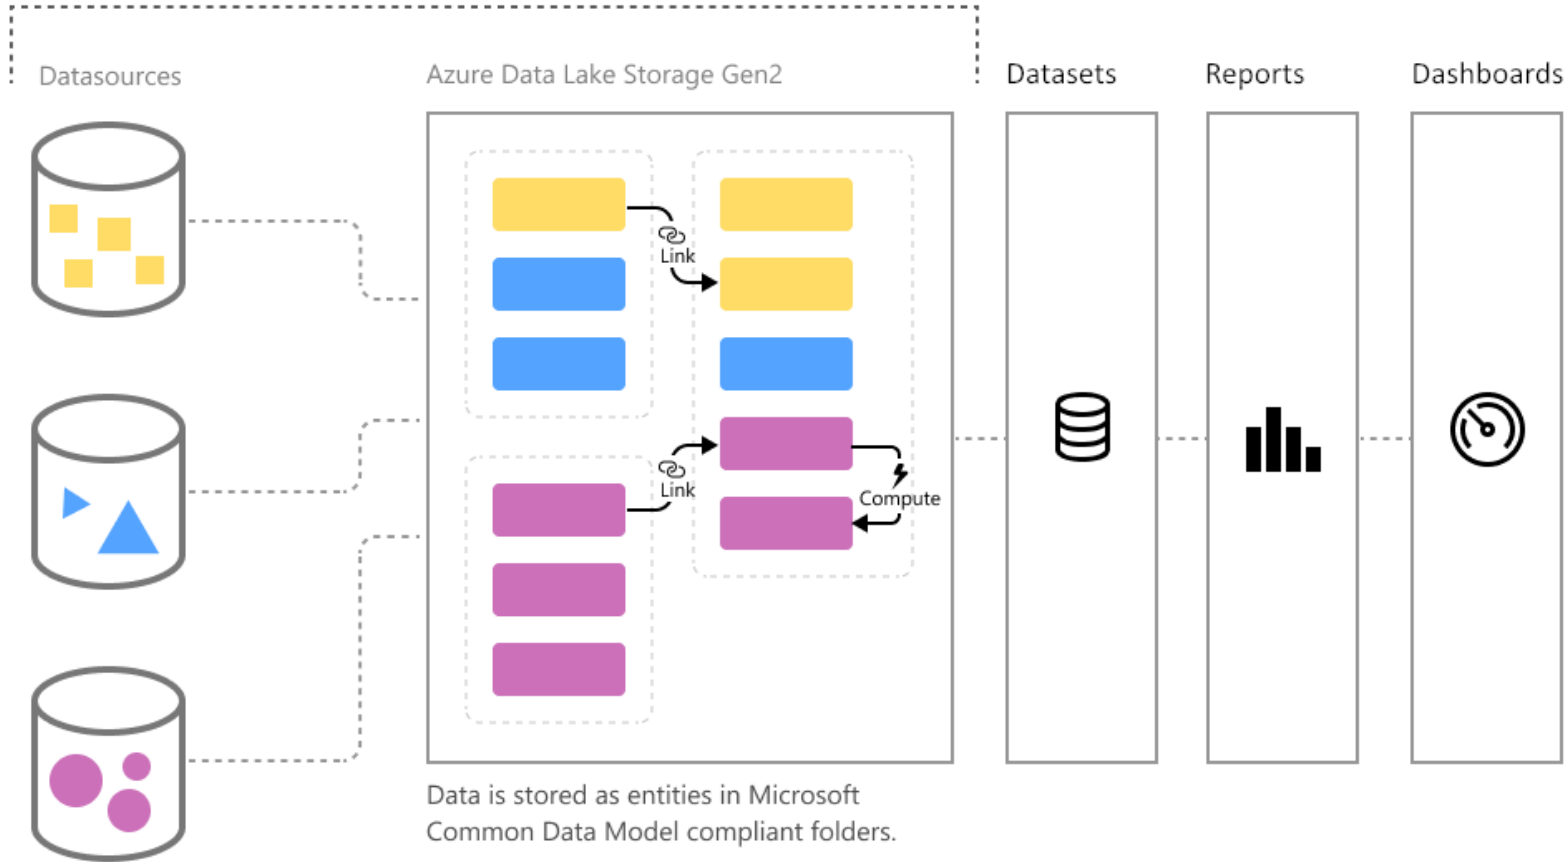 Datasources
Azure Data Lake Storage Gen2
Datasets
Reports
Dashboards
Link
Link
Compute
Data is stored as entities in Microsoft
Common Data Model compliant folders.